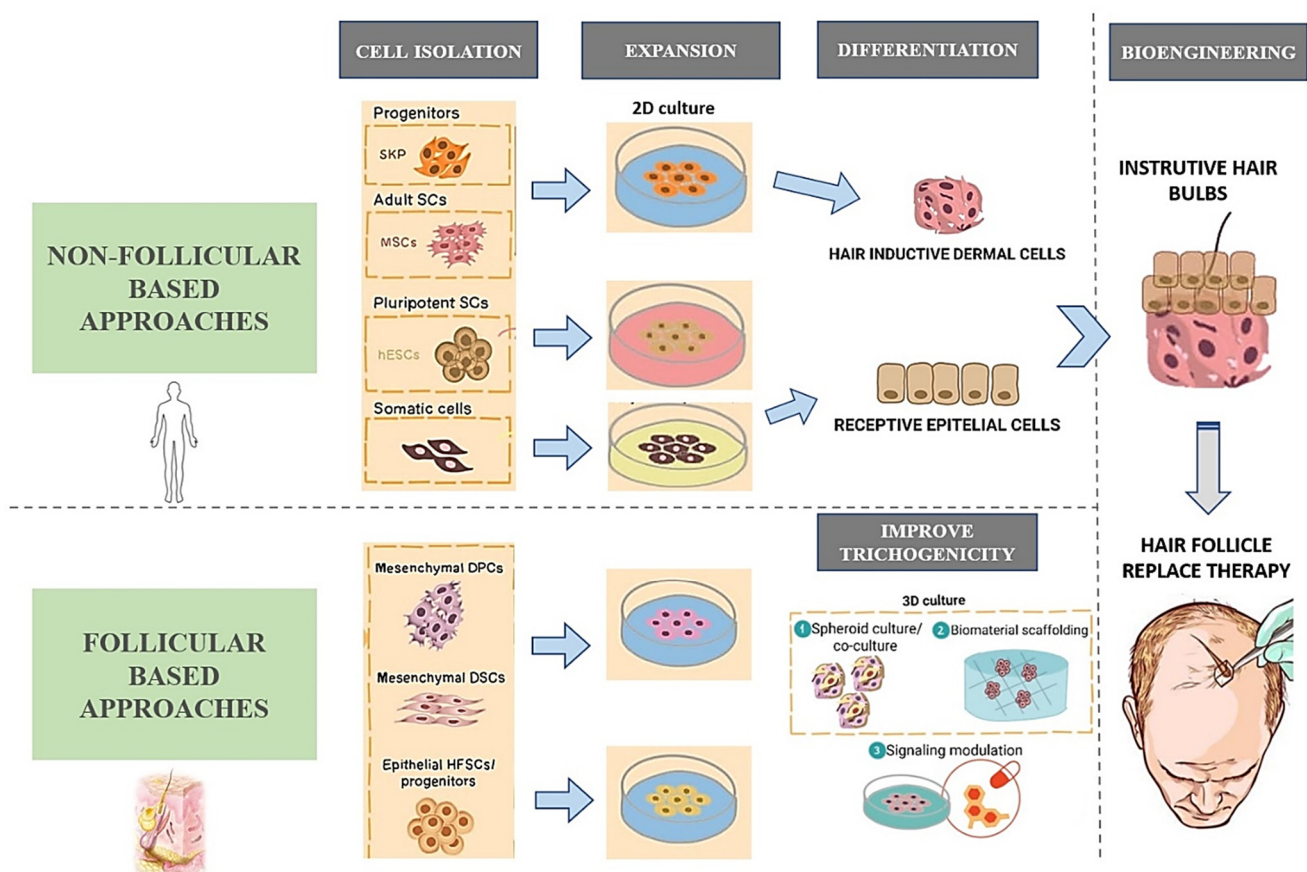 CELL ISOLATION
EXPANSION
DIFFERENTIATION
BIOENGINEERING
NON-FOLLICULAR
BASED
APPROACHES
Progenitors
SKP
Adult SCs
MSCs
Pluripotent SCs
hESCs
Somatic cells
2D culture
HAIR INDUCTIVE DERMAL CELLS
RECEPTIVE EPITELIAL CELLS
INSTRUTIVE HAIR
BULBS
HAIR FOLLICLE
REPLACE THERAPY
FOLLICULAR
BASED
APPROACHES
Mesenchymal DPCs
Mesenchymal DSCs
Epithelial HFSCs/
progenitors
IMPROVE
TRICHOGENICITY
3D culture
1 Spheroid culture/
co-culture
2 Biomaterial scaffolding
3 Signaling modulation